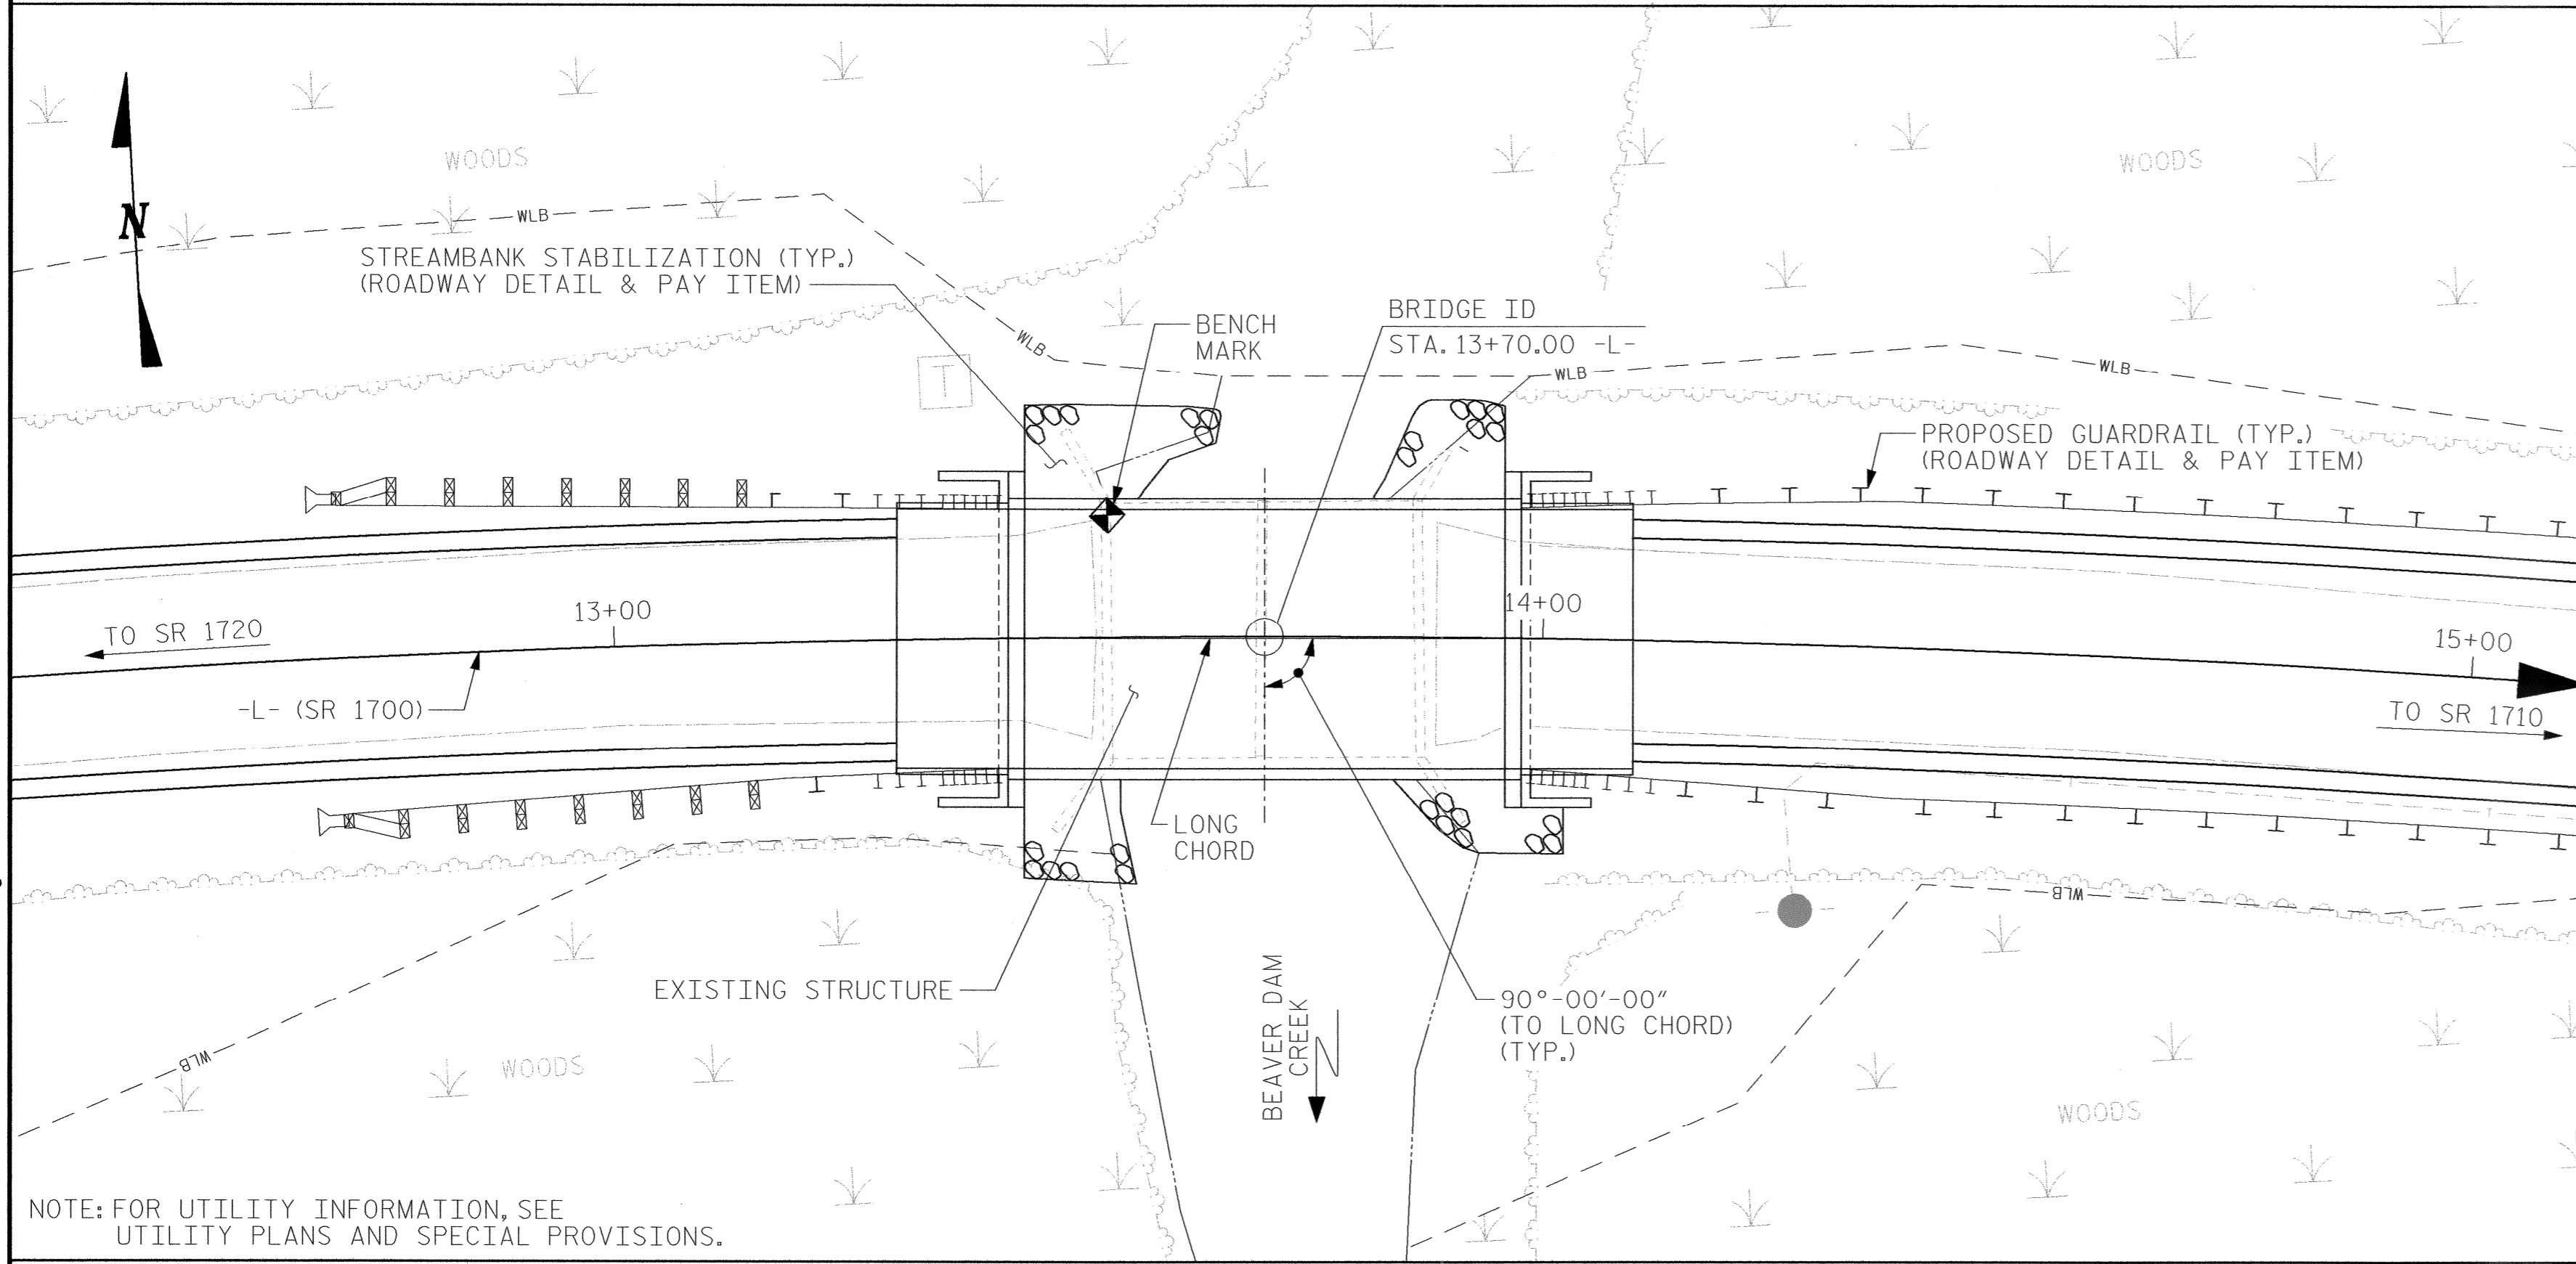 WOODS
WOODS
N
WLB
STREAMBANK STABILIZATION (TYP.)
(ROADWAY DETAIL & PAY ITEM)
BENCH
MARK
WLB
BRIDGE ID
STA. 13+70.00 -L-
WLB
WLB
T
PROPOSED GUARDRAIL (TYP.)
(ROADWAY DETAIL & PAY ITEM)
13+00
14+00
15+00
TO SR 1720
-L- (SR 1700)
TO SR 1710
LONG
CHORD
WLB
EXISTING STRUCTURE
BEAVER DAM
CREEK
90°-00'-00"
(TO LONG CHORD)
(TYP.)
WLB
WOODS
WOODS
NOTE: FOR UTILITY INFORMATION, SEE
UTILITY PLANS AND SPECIAL PROVISIONS.